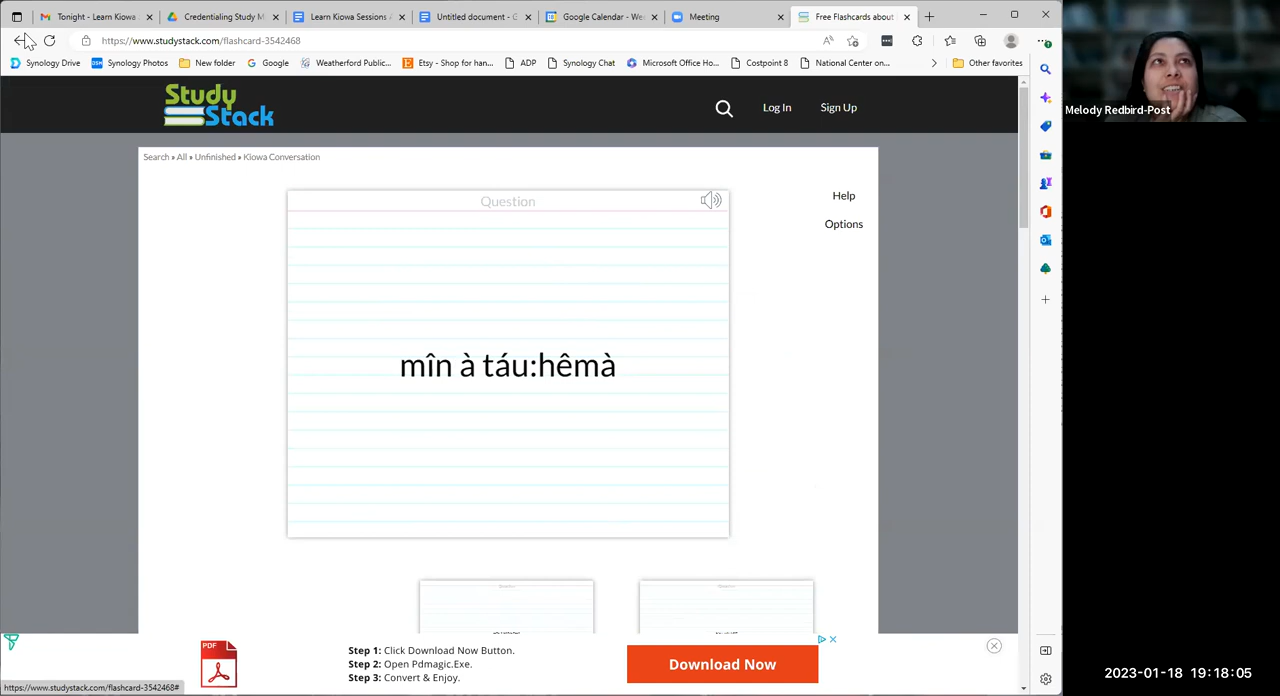 Tonight - Learn Kiowa
Credentialing Study M
Learn Kiowa Sessions A
Untitled document - G
Google Calendar - We
Meeting
Free Flashcards about
https://www.studystack.com/flashcard-3542468
Synology Drive
Synology Photos
New folder
Google
Weatherford Public...
Etsy - Shop for han...
ADP
Synology Chat
Microsoft Office Ho...
Costpoint 8
National Center on...
Other favorites
Study
Stack
Log In
Sign Up
Search » All » Unfinished » Kiowa Conversation
Question
Help
Options
mîn à táu:hêmà
PDF
Step 1: Click Download Now Button.
Step 2: Open Pdmagic.Exe.
Step 3: Convert & Enjoy.
Download Now
https://www.studystack.com/flashcard-3542468#
Melody Redbird-Post
2023-01-18 19:18:05